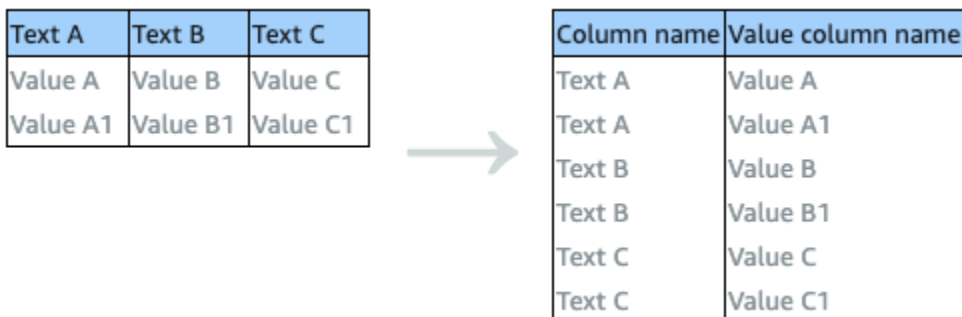 Text A Text B Text C
Value A Value B Value C
Value A1 Value B1 Value C1
Column name Value column name
Text A Value A
Text A Value A1
Text B Value B
Text B Value B1
Text C Value C
Text C Value C1